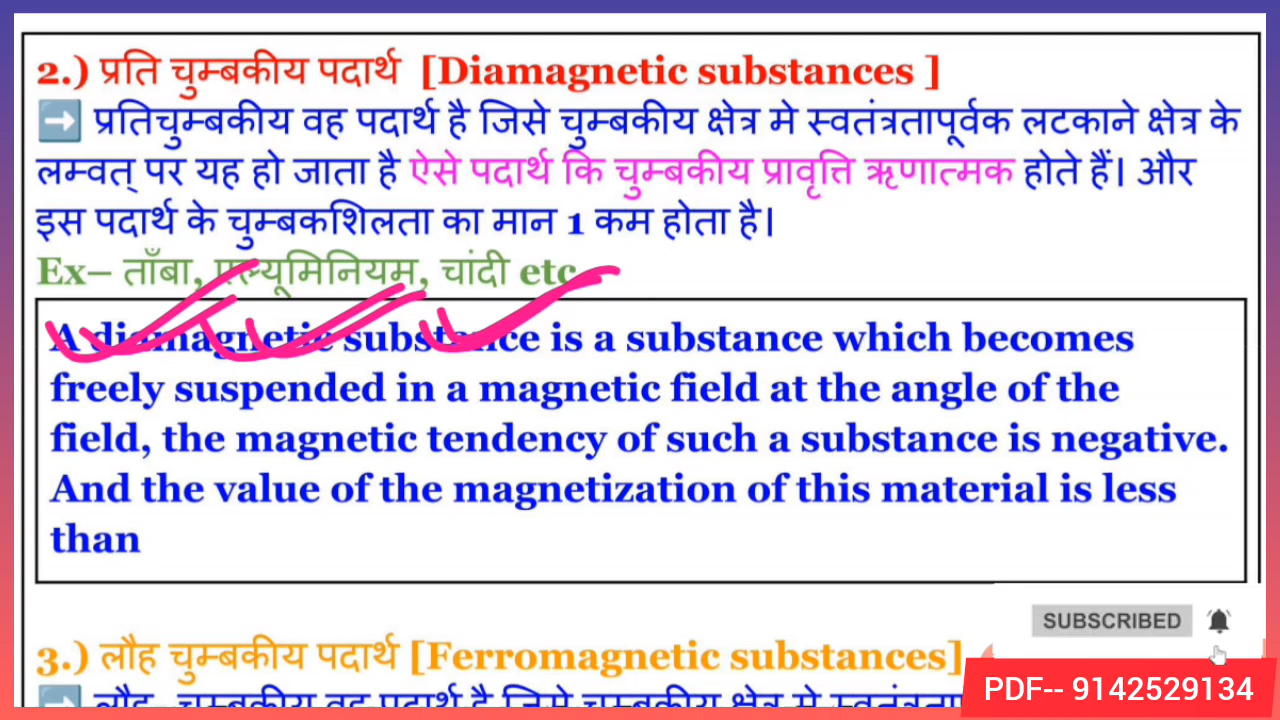 2.) प्रति चुम्बकीय पदार्थ [Diamagnetic substances ]
➡️ प्रतिचुम्बकीय वह पदार्थ है जिसे चुम्बकीय क्षेत्र मे स्वतंत्रतापूर्वक लटकाने क्षेत्र के
लम्वत् पर यह हो जाता है ऐसे पदार्थ कि चुम्बकीय प्रावृत्ति ऋणात्मक होते हैं। और
इस पदार्थ के चुम्बकशिलता का मान 1 कम होता है।
Ex– ताँबा, एल्यूमिनियम, चांदी etc
A diamagnetic substance is a substance which becomes
freely suspended in a magnetic field at the angle of the
field, the magnetic tendency of such a substance is negative.
And the value of the magnetization of this material is less
than
SUBSCRIBED
3.) लौह चुम्बकीय पदार्थ [Ferromagnetic substances]
PDF-- 9142529134